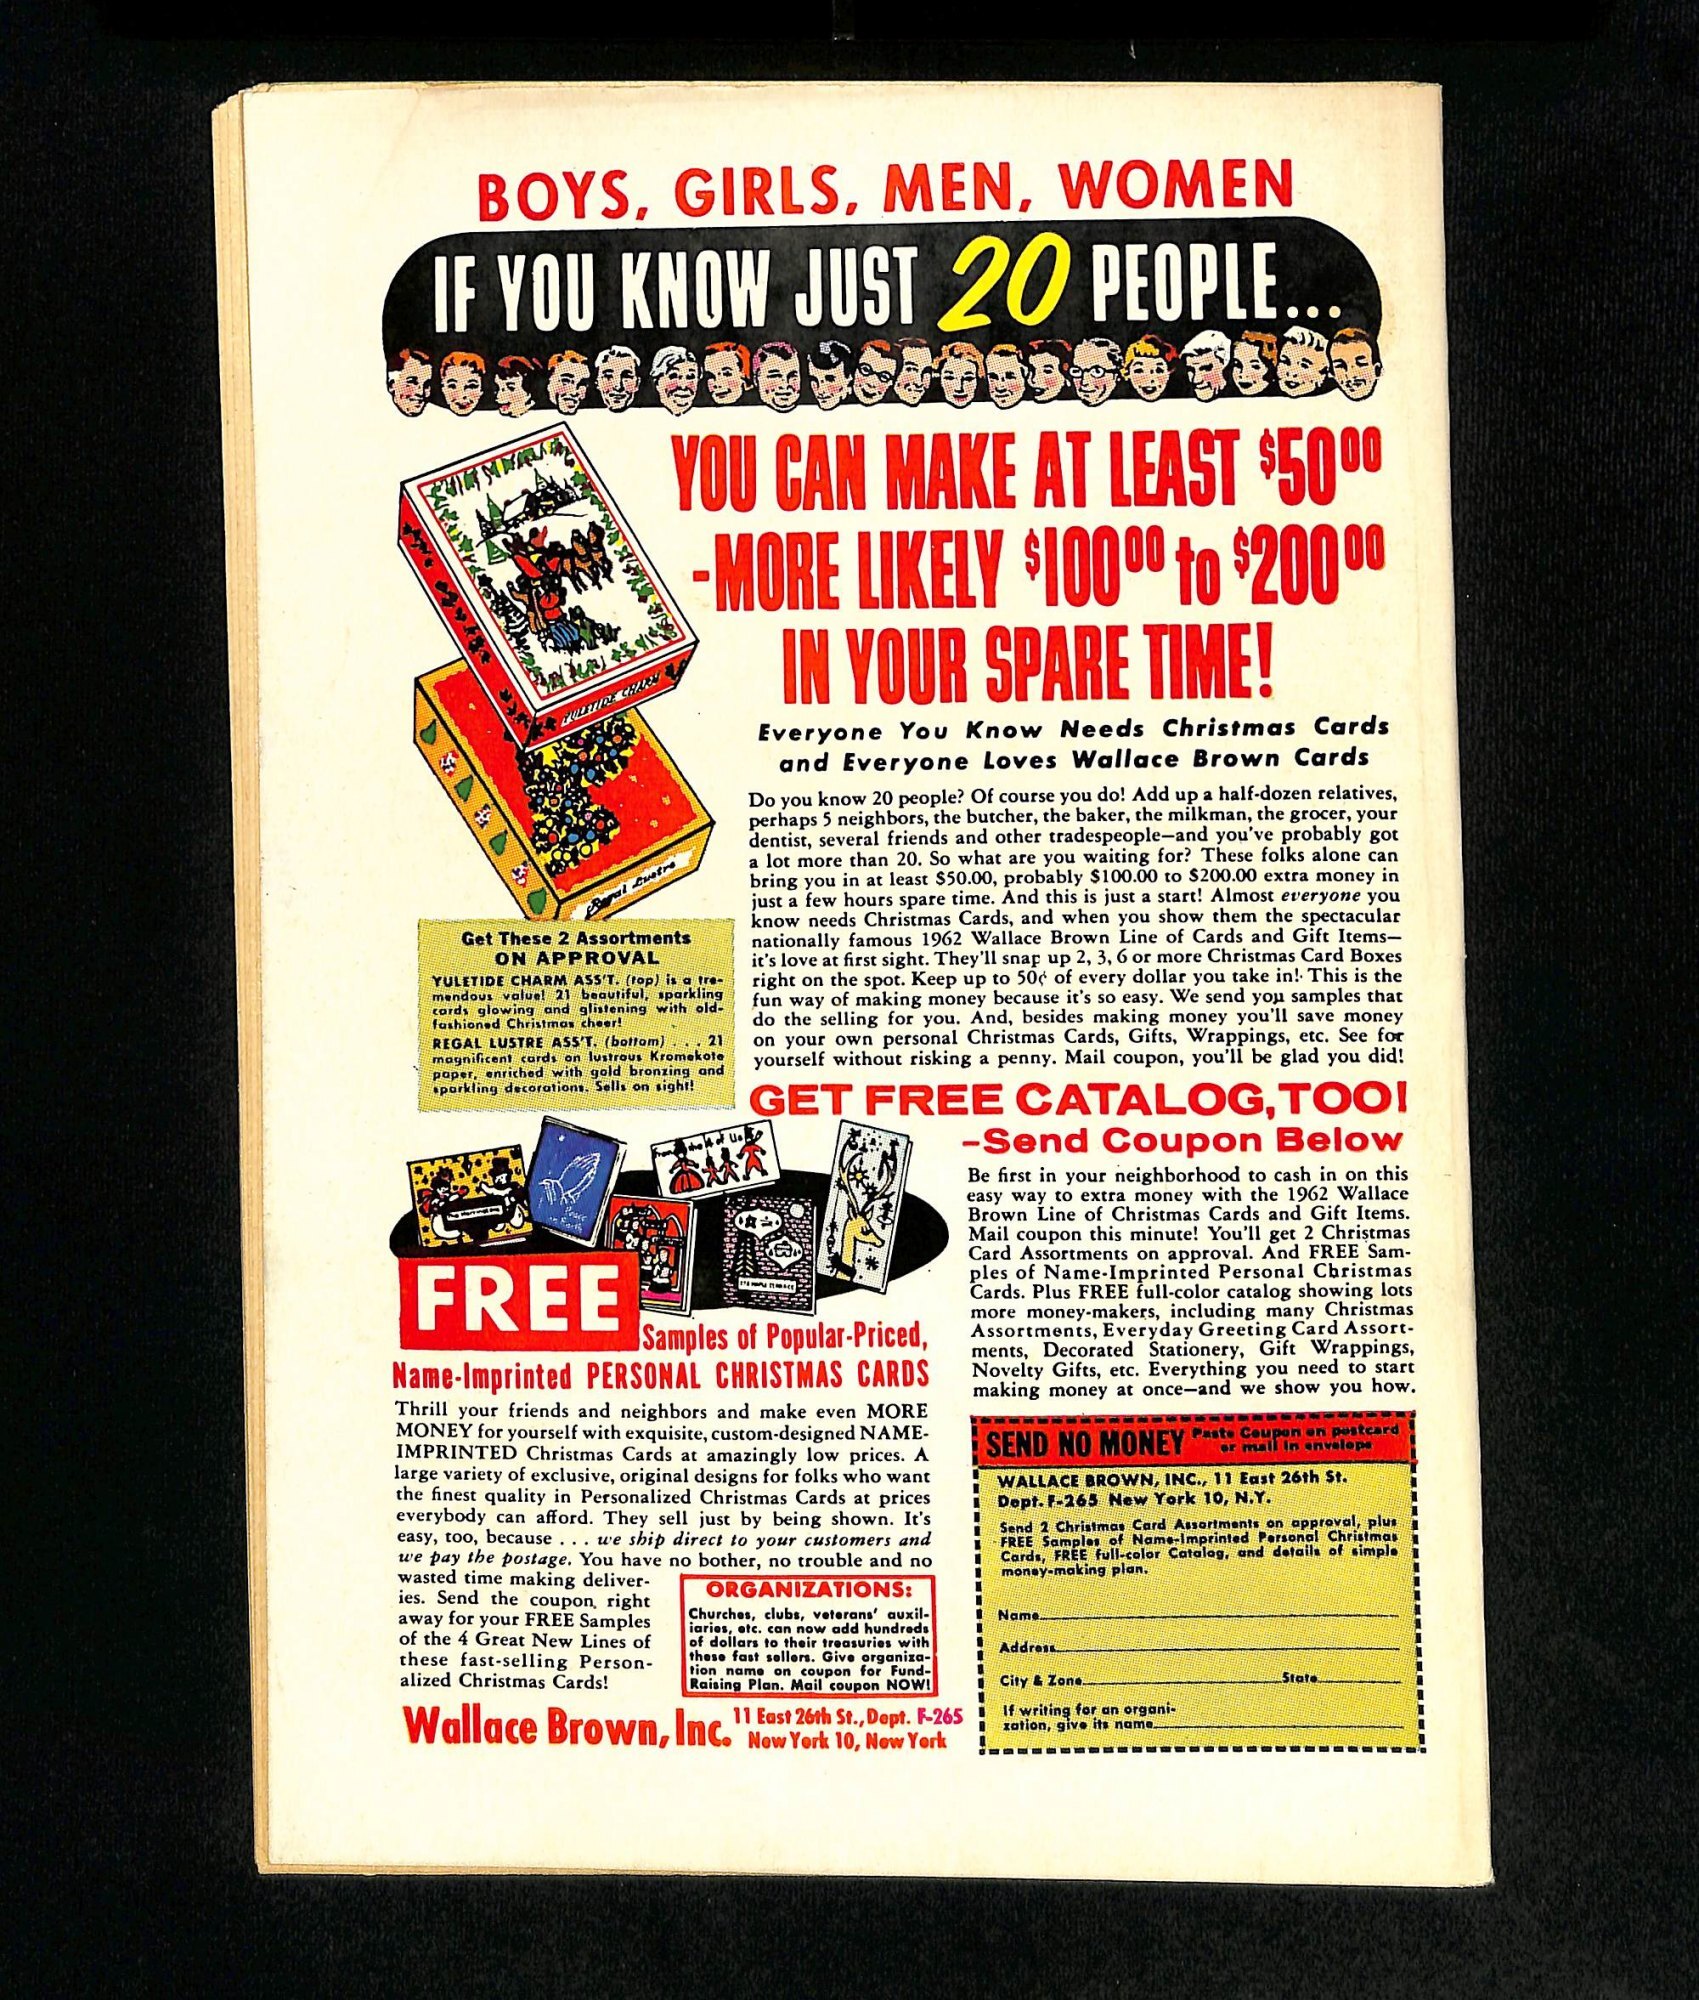 BOYS, GIRLS, MEN, WOMEN
IF YOU KNOW JUST 20 PEOPLE...
YOU CAN MAKE AT LEAST $50⁰⁰
-MORE LIKELY $100⁰⁰ to $200⁰⁰
IN YOUR SPARE TIME!
YULETIDE CHARM
Regal Lustre
Everyone You Know Needs Christmas Cards
and Everyone Loves Wallace Brown Cards
Do you know 20 people? Of course you do! Add up a half-dozen relatives,
perhaps 5 neighbors, the butcher, the baker, the milkman, the grocer, your
dentist, several friends and other tradespeople—and you've probably got
a lot more than 20. So what are you waiting for? These folks alone can
bring you in at least $50.00, probably $100.00 to $200.00 extra money in
just a few hours spare time. And this is just a start! Almost everyone you
know needs Christmas Cards, and when you show them the spectacular
nationally famous 1962 Wallace Brown Line of Cards and Gift Items—
it's love at first sight. They'll snap up 2, 3, 6 or more Christmas Card Boxes
right on the spot. Keep up to 50¢ of every dollar you take in! This is the
fun way of making money because it's so easy. We send you samples that
do the selling for you. And, besides making money you'll save money
on your own personal Christmas Cards, Gifts, Wrappings, etc. See for
yourself without risking a penny. Mail coupon, you'll be glad you did!
Get These 2 Assortments
ON APPROVAL
YULETIDE CHARM ASS'T. (top) is a tre-
mendous value! 21 beautiful, sparkling
cards glowing and glistening with old-
fashioned Christmas cheer!
REGAL LUSTRE ASS'T. (bottom) . . . 21
magnificent cards on lustrous Kromekote
paper, enriched with gold bronzing and
sparkling decorations. Sells on sight!
GET FREE CATALOG, TOO!
-Send Coupon Below
Be first in your neighborhood to cash in on this
easy way to extra money with the 1962 Wallace
Brown Line of Christmas Cards and Gift Items.
Mail coupon this minute! You'll get 2 Christmas
Card Assortments on approval. And FREE Sam-
ples of Name-Imprinted Personal Christmas
Cards. Plus FREE full-color catalog showing lots
more money-makers, including many Christmas
Assortments, Everyday Greeting Card Assort-
ments, Decorated Stationery, Gift Wrappings,
Novelty Gifts, etc. Everything you need to start
making money at once—and we show you how.
Peace on Earth
From the 4 of Us
FREE
Samples of Popular-Priced,
Name-Imprinted PERSONAL CHRISTMAS CARDS
Thrill your friends and neighbors and make even MORE
MONEY for yourself with exquisite, custom-designed NAME-
IMPRINTED Christmas Cards at amazingly low prices. A
large variety of exclusive, original designs for folks who want
the finest quality in Personalized Christmas Cards at prices
everybody can afford. They sell just by being shown. It's
easy, too, because . . . we ship direct to your customers and
we pay the postage. You have no bother, no trouble and no
wasted time making deliver-
ies. Send the coupon right
away for your FREE Samples
of the 4 Great New Lines of
these fast-selling Person-
alized Christmas Cards!
ORGANIZATIONS:
Churches, clubs, veterans' auxil-
iaries, etc. can now add hundreds
of dollars to their treasuries with
these fast sellers. Give organiza-
tion name on coupon for Fund-
Raising Plan. Mail coupon NOW!
Wallace Brown, Inc. 11 East 26th St., Dept. F-265
New York 10, New York
SEND NO MONEY Paste Coupon on postcard
or mail in envelope
WALLACE BROWN, INC., 11 East 26th St.
Dept. F-265 New York 10, N.Y.
Send 2 Christmas Card Assortments on approval, plus
FREE Samples of Name-Imprinted Personal Christmas
Cards, FREE full-color Catalog, and details of simple
money-making plan.
Name
Address
City & Zone State
If writing for an organi-
zation, give its name